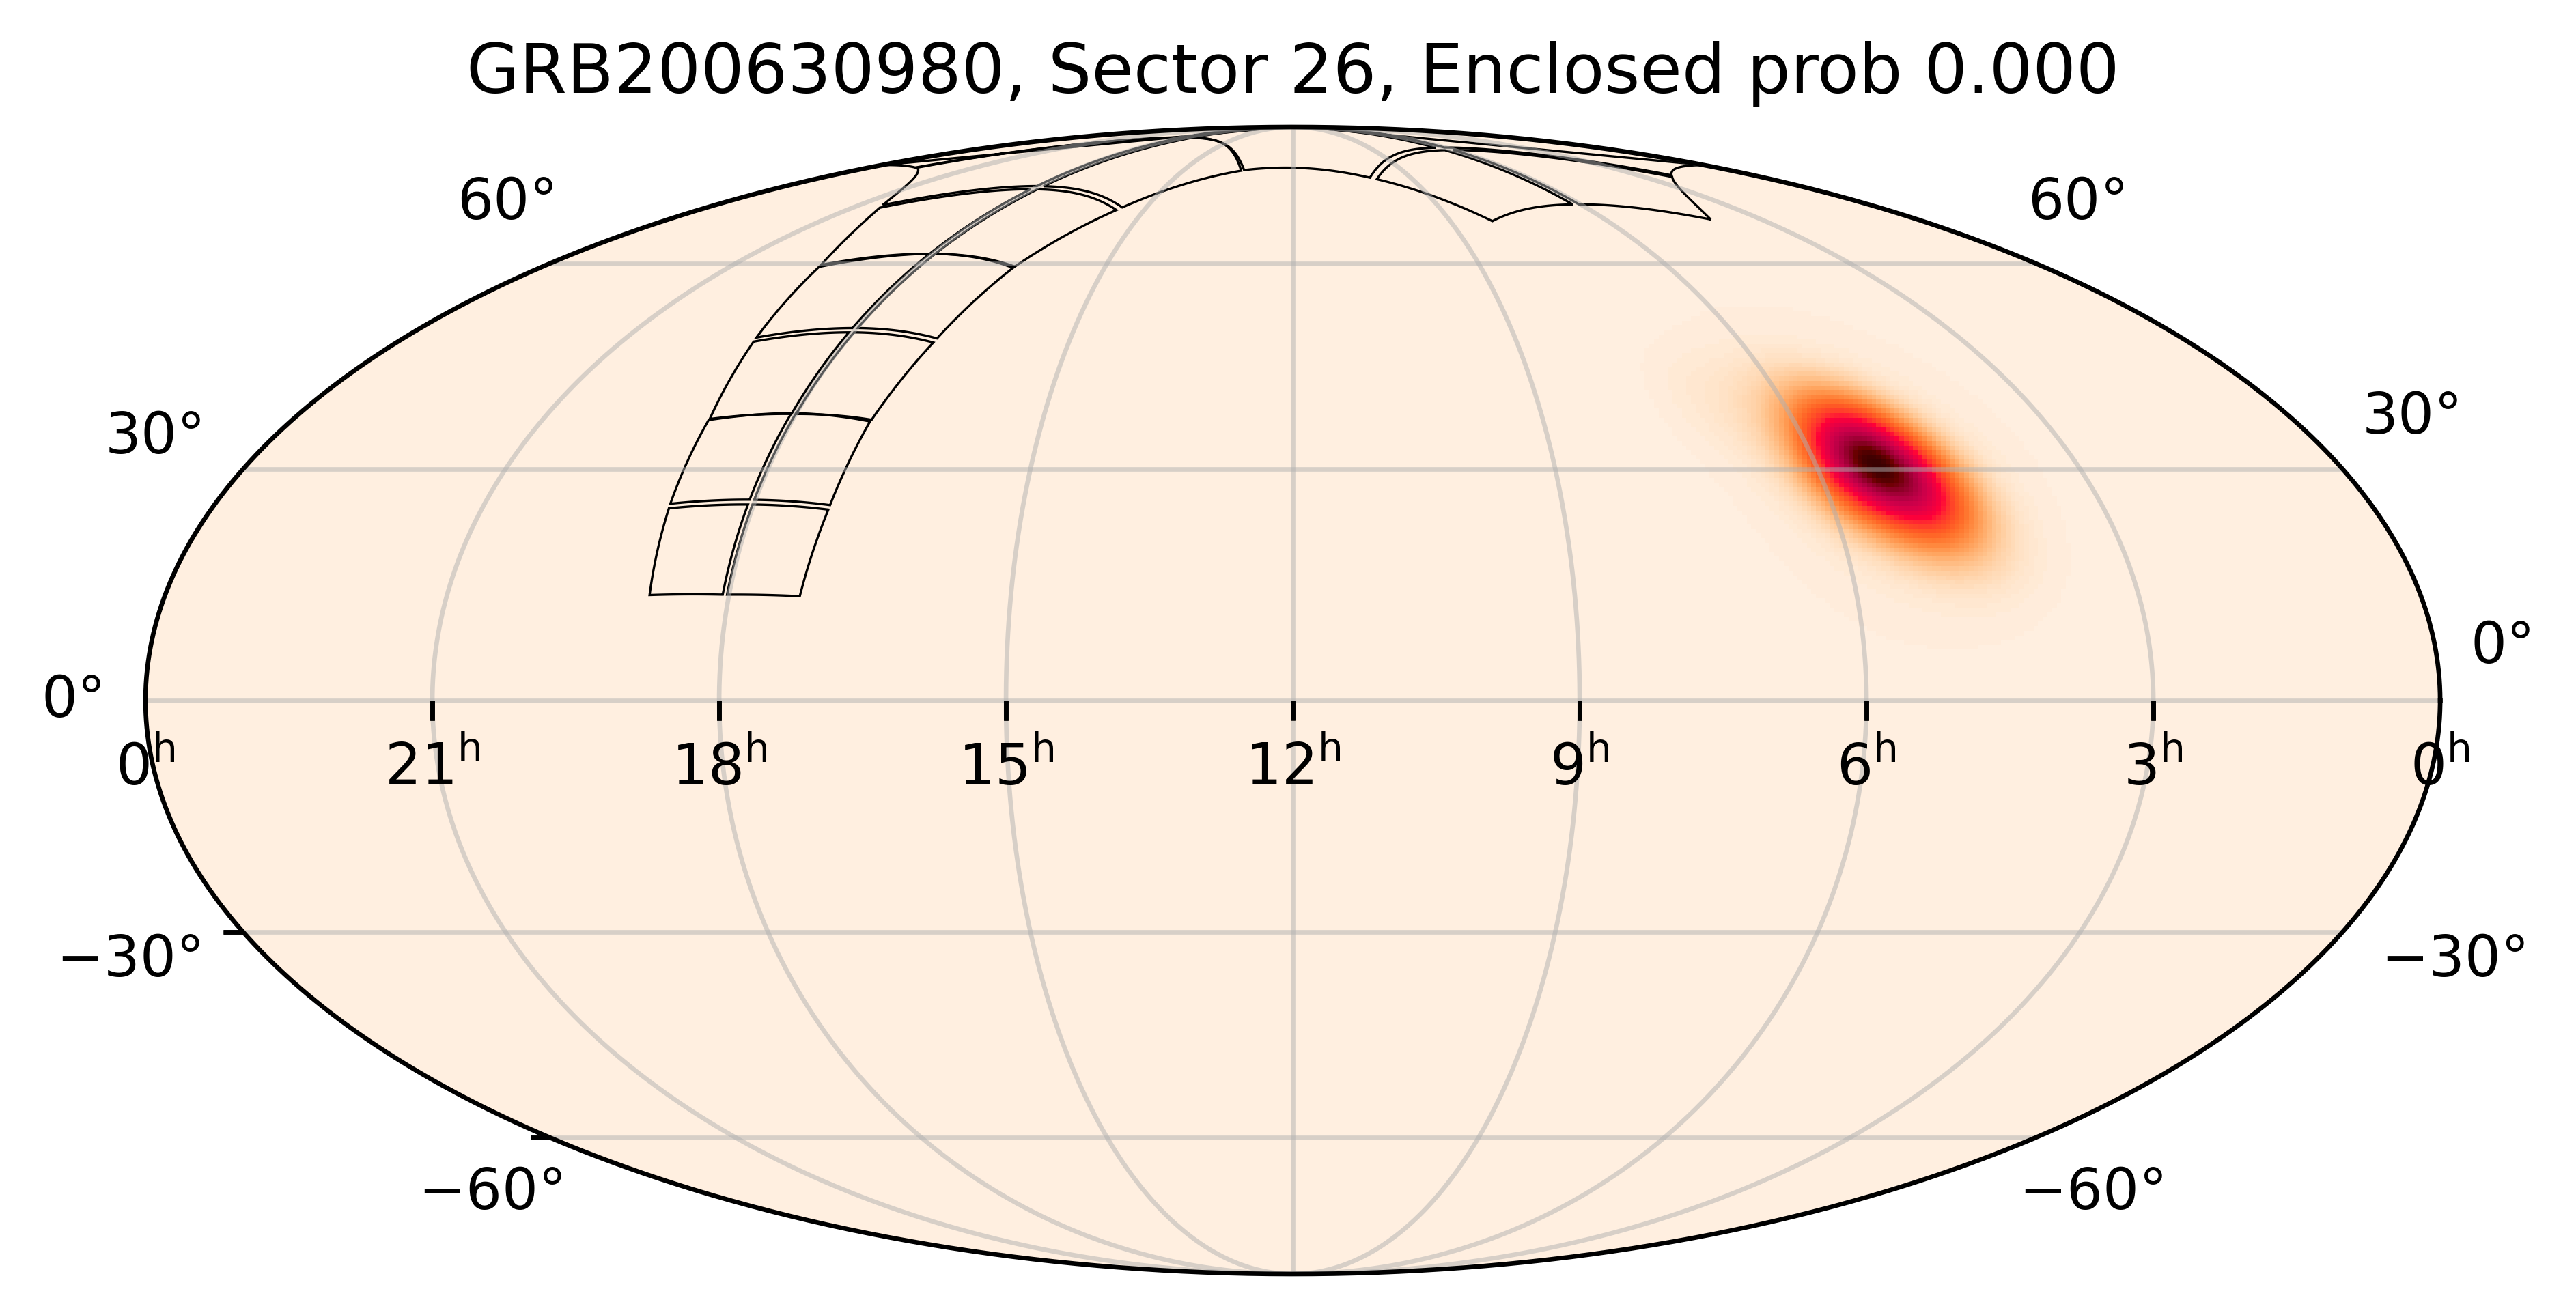 GRB200630980, Sector 26, Enclosed prob 0.000
60° 60°
30° 30°
0° 0°
0ʰ 21ʰ 18ʰ 15ʰ 12ʰ 9ʰ 6ʰ 3ʰ 0ʰ
−30° −30°
−60° −60°